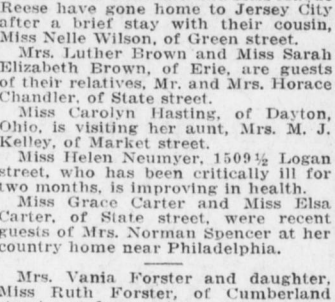 Reese have gone home to Jersey City
after a brief stay with their cousin,
Miss Nelle Wilson, of Green street.
Mrs. Luther Brown and Miss Sarah
Elizabeth Brown, of Erie, are guests
of their relatives, Mr. and Mrs. Horace
Chandler, of State street.
Miss Carolyn Hasting, of Dayton,
Ohio, is visiting her aunt, Mrs. M. J.
Kelley, of Market street.
Miss Helen Neumyer, 1509½ Logan
street, who has been critically ill for
two months, is improving in health.
Miss Grace Carter and Miss Elsa
Carter, of State street, were recent
guests of Mrs. Norman Spencer at her
country home near Philadelphia.
Mrs. Vania Forster and daughter,
Miss Ruth Forster, of Cumberland